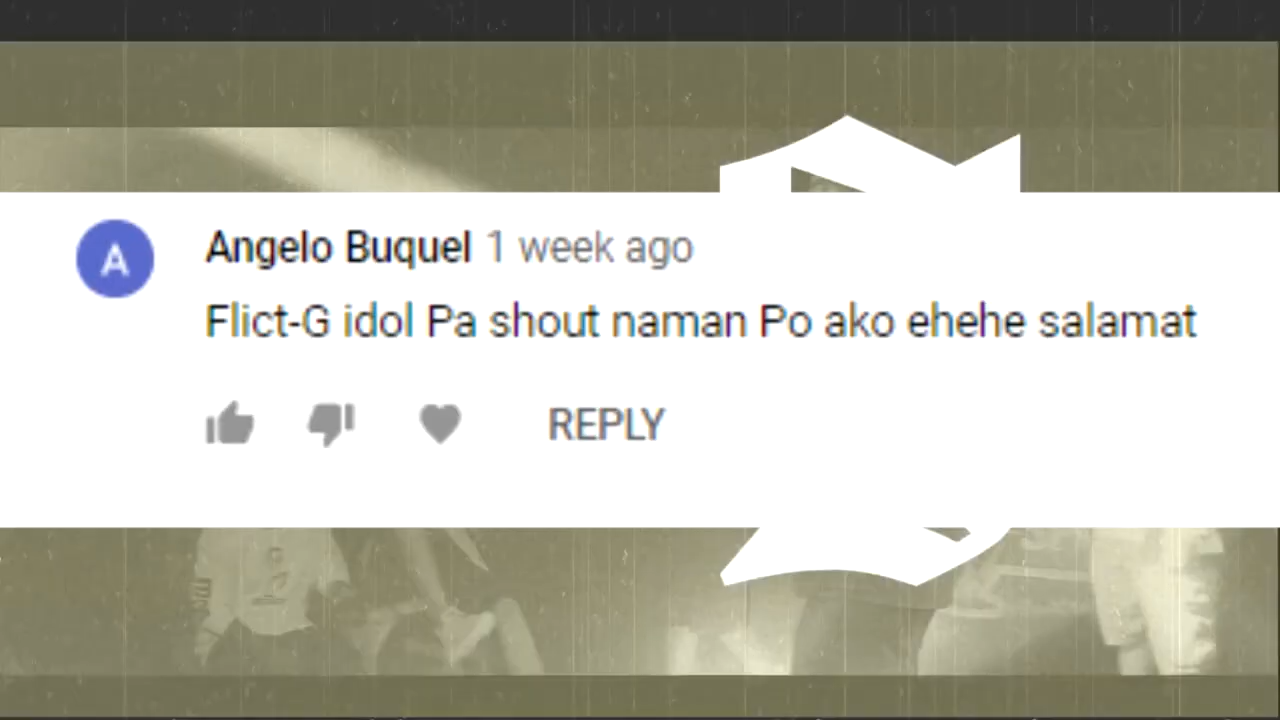 A
Angelo Buquel 1 week ago
Flict-G idol Pa shout naman Po ako ehehe salamat
REPLY